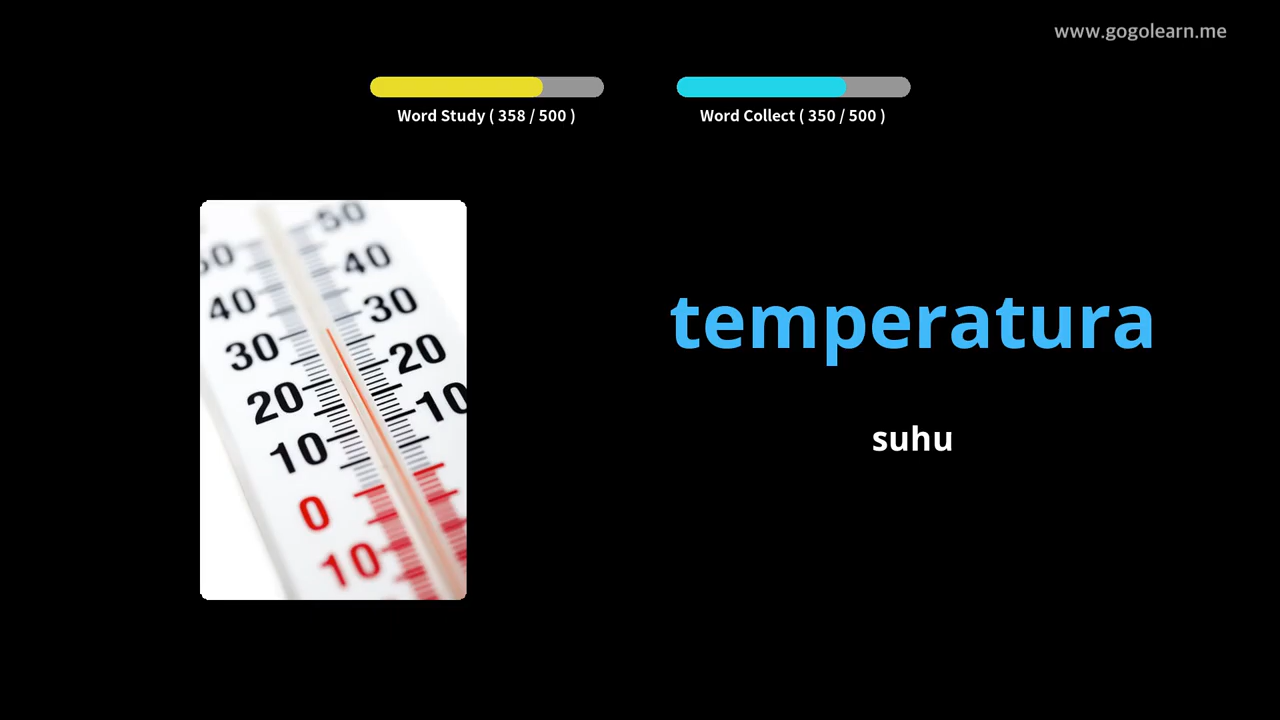 www.gogolearn.me
Word Study ( 358 / 500 )
Word Collect ( 350 / 500 )
50
40
40
30
30
20
20
10
10
0
10
temperatura
suhu